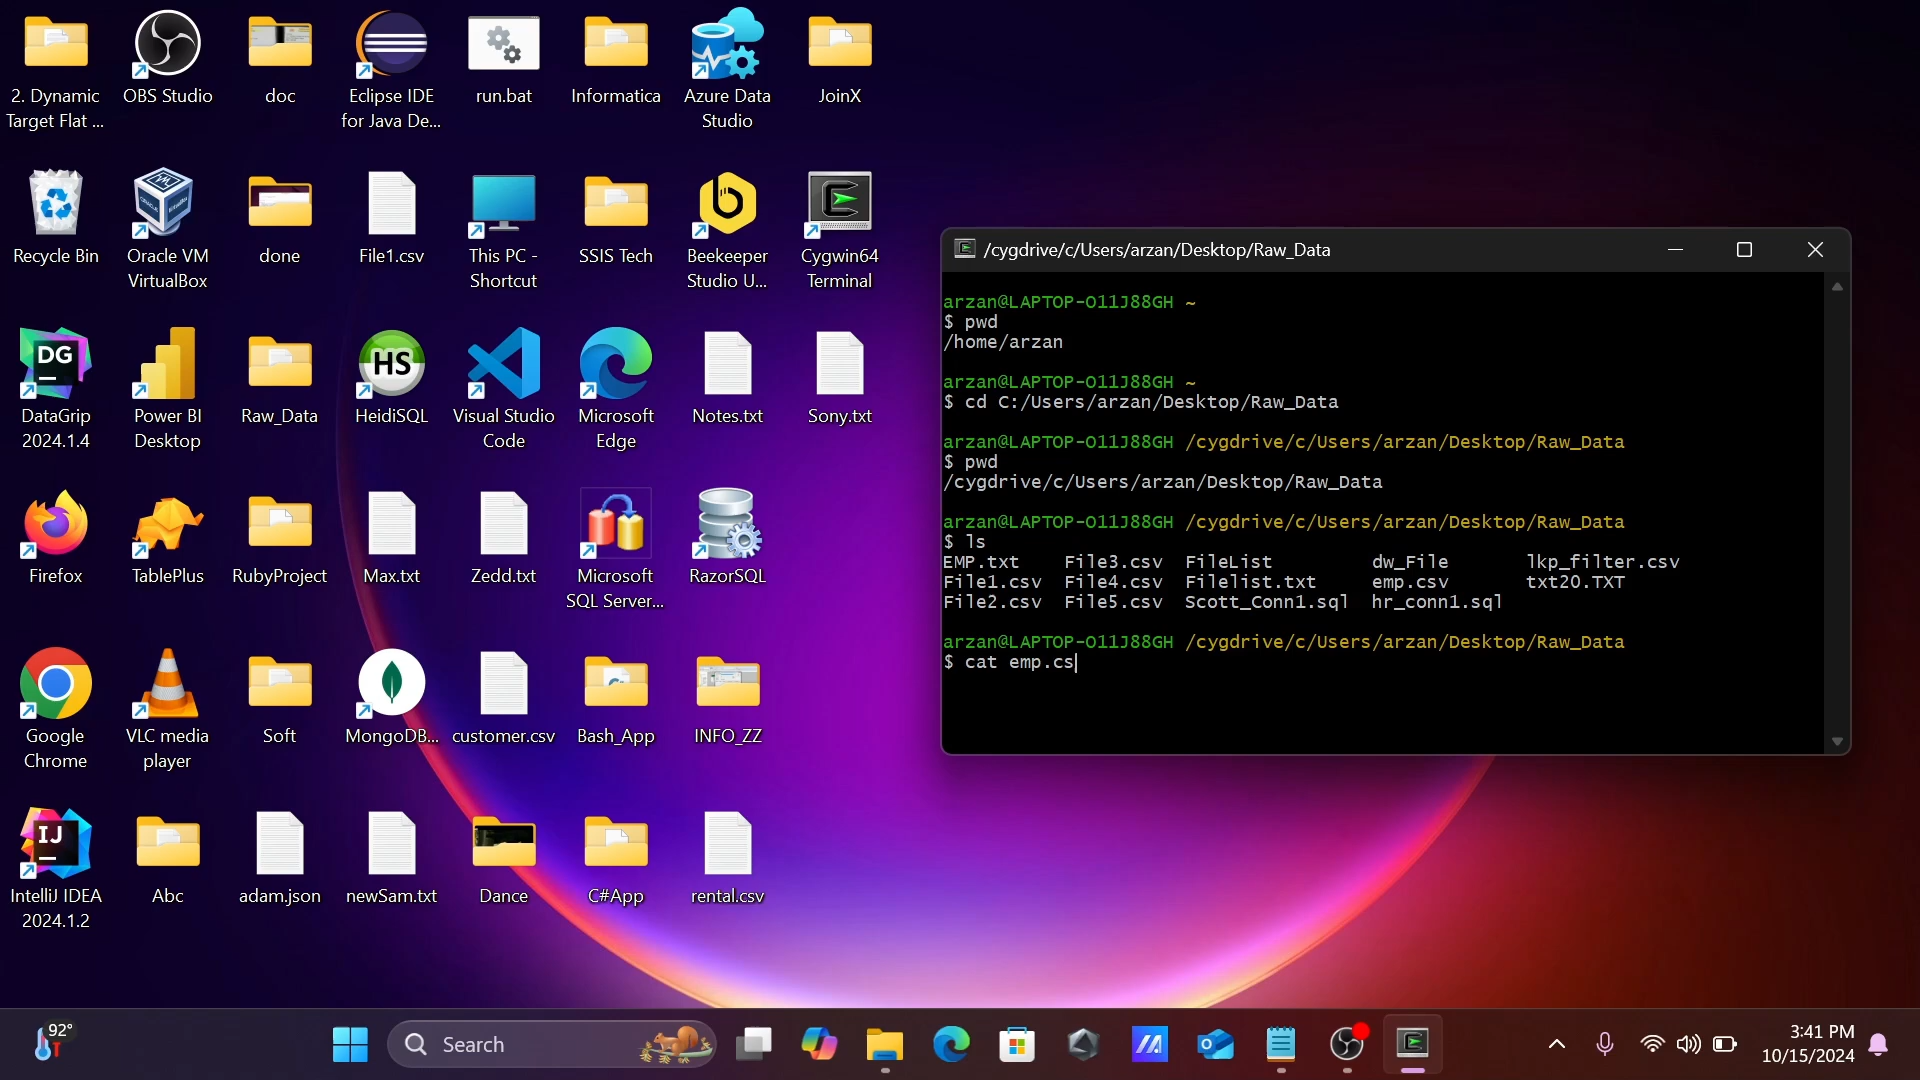 2. Dynamic
Target Flat ...
OBS Studio
doc
Eclipse IDE
for Java De...
run.bat
Informatica
Azure Data
Studio
JoinX
Recycle Bin
Oracle VM
VirtualBox
done
File1.csv
This PC -
Shortcut
SSIS Tech
Beekeeper
Studio U...
Cygwin64
Terminal
DG
DataGrip
2024.1.4
Power BI
Desktop
Raw_Data
HS
HeidiSQL
Visual Studio
Code
Microsoft
Edge
Notes.txt
Sony.txt
Firefox
TablePlus
RubyProject
Max.txt
Zedd.txt
Microsoft
SQL Server...
RazorSQL
Google
Chrome
VLC media
player
Soft
MongoDB...
customer.csv
Bash_App
INFO_ZZ
IJ
IntelliJ IDEA
2024.1.2
Abc
adam.json
newSam.txt
Dance
C#App
rental.csv
/cygdrive/c/Users/arzan/Desktop/Raw_Data
arzan@LAPTOP-O11J88GH ~
$ pwd
/home/arzan
arzan@LAPTOP-O11J88GH ~
$ cd C:/Users/arzan/Desktop/Raw_Data
arzan@LAPTOP-O11J88GH /cygdrive/c/Users/arzan/Desktop/Raw_Data
$ pwd
/cygdrive/c/Users/arzan/Desktop/Raw_Data
arzan@LAPTOP-O11J88GH /cygdrive/c/Users/arzan/Desktop/Raw_Data
$ ls
EMP.txt File3.csv FileList dw_File lkp_filter.csv
File1.csv File4.csv Filelist.txt emp.csv txt20.TXT
File2.csv File5.csv Scott_Conn1.sql hr_conn1.sql
arzan@LAPTOP-O11J88GH /cygdrive/c/Users/arzan/Desktop/Raw_Data
$ cat emp.cs
92°
Search
3:41 PM
10/15/2024